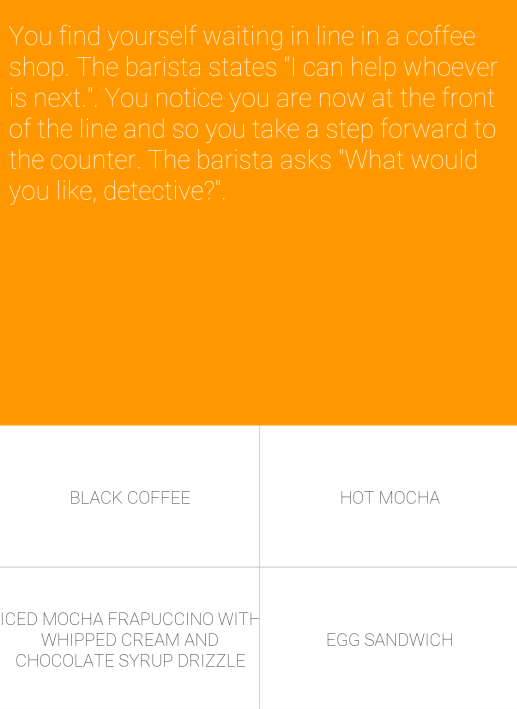 You find yourself waiting in line in a coffee
shop. The barista states "I can help whoever
is next.". You notice you are now at the front
of the line and so you take a step forward to
the counter. The barista asks "What would
you like, detective?".
BLACK COFFEE
HOT MOCHA
ICED MOCHA FRAPUCCINO WITH
WHIPPED CREAM AND
CHOCOLATE SYRUP DRIZZLE
EGG SANDWICH